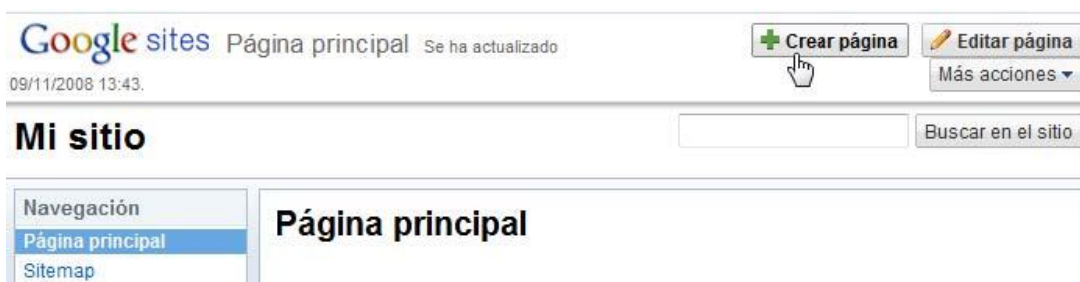 Google sites Página principal Se ha actualizado
09/11/2008 13:43.
Crear página
Editar página
Más acciones
Mi sitio
Buscar en el sitio
Navegación
Página principal
Sitemap
Página principal